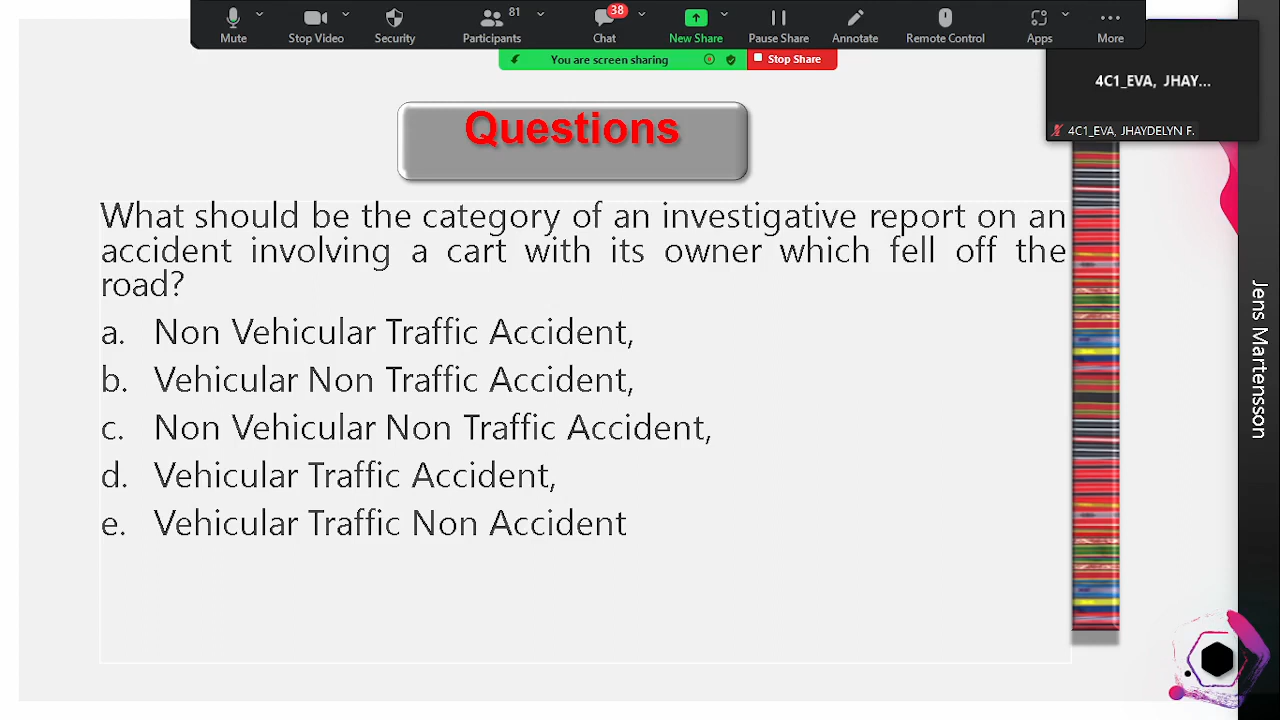 Mute
Stop Video
Security
Participants
81
Chat
38
New Share
Pause Share
Annotate
Remote Control
Apps
More
You are screen sharing
Stop Share
4C1_EVA, JHAY...
4C1_EVA, JHAYDELYN F.
Questions
What should be the category of an investigative report on an
accident involving a cart with its owner which fell off the
road?
a. Non Vehicular Traffic Accident,
b. Vehicular Non Traffic Accident,
c. Non Vehicular Non Traffic Accident,
d. Vehicular Traffic Accident,
e. Vehicular Traffic Non Accident
Jens Martensson